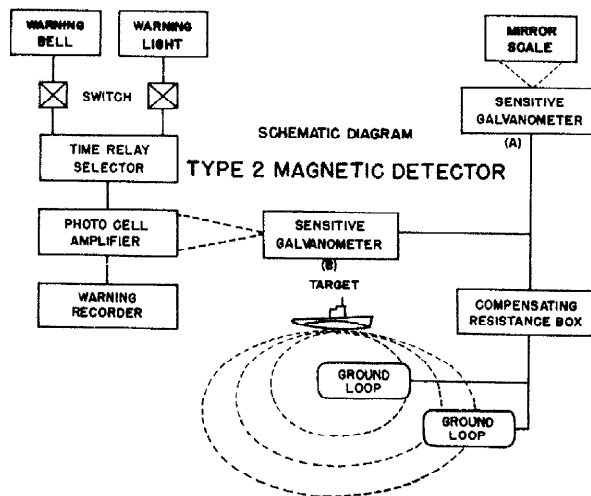 WARNING
BELL
WARNING
LIGHT
MIRROR
SCALE
SWITCH
SENSITIVE
GALVANOMETER
(A)
SCHEMATIC DIAGRAM
TIME RELAY
SELECTOR
TYPE 2 MAGNETIC DETECTOR
PHOTO CELL
AMPLIFIER
SENSITIVE
GALVANOMETER
(B)
TARGET
WARNING
RECORDER
COMPENSATING
RESISTANCE BOX
GROUND
LOOP
GROUND
LOOP